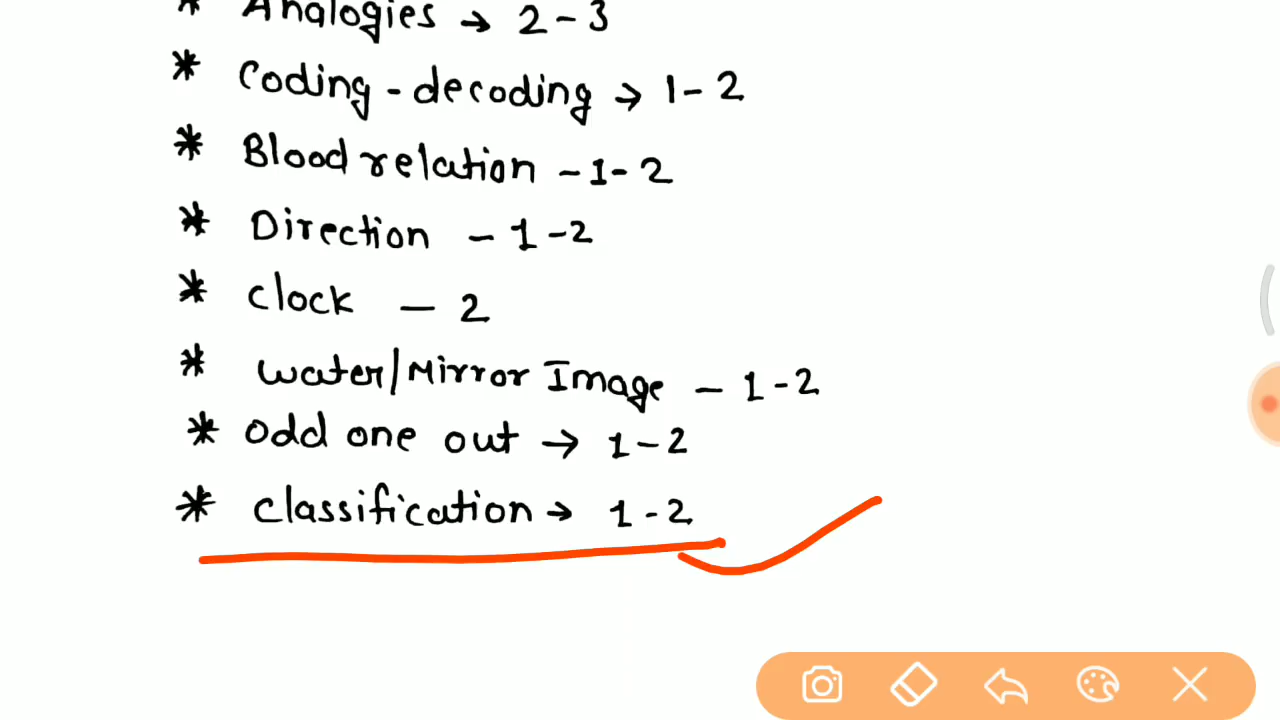 * Analogies → 2-3
* Coding-decoding → 1-2
* Blood relation -1-2
* Direction - 1-2
* Clock - 2
* Water/Mirror Image - 1-2
* Odd one out → 1-2
* Classification → 1-2